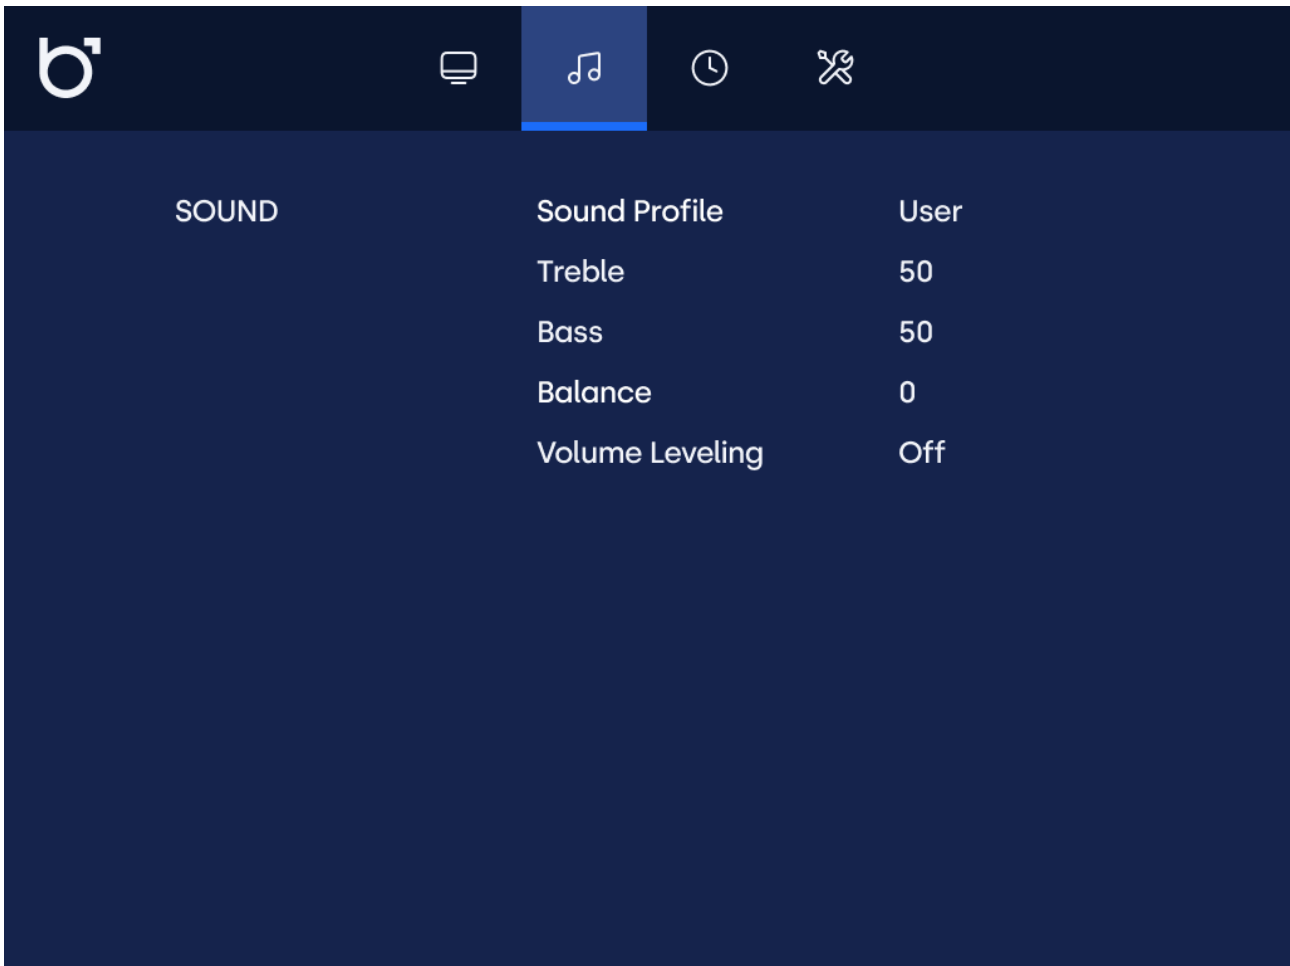 SOUND
Sound Profile User
Treble 50
Bass 50
Balance 0
Volume Leveling Off